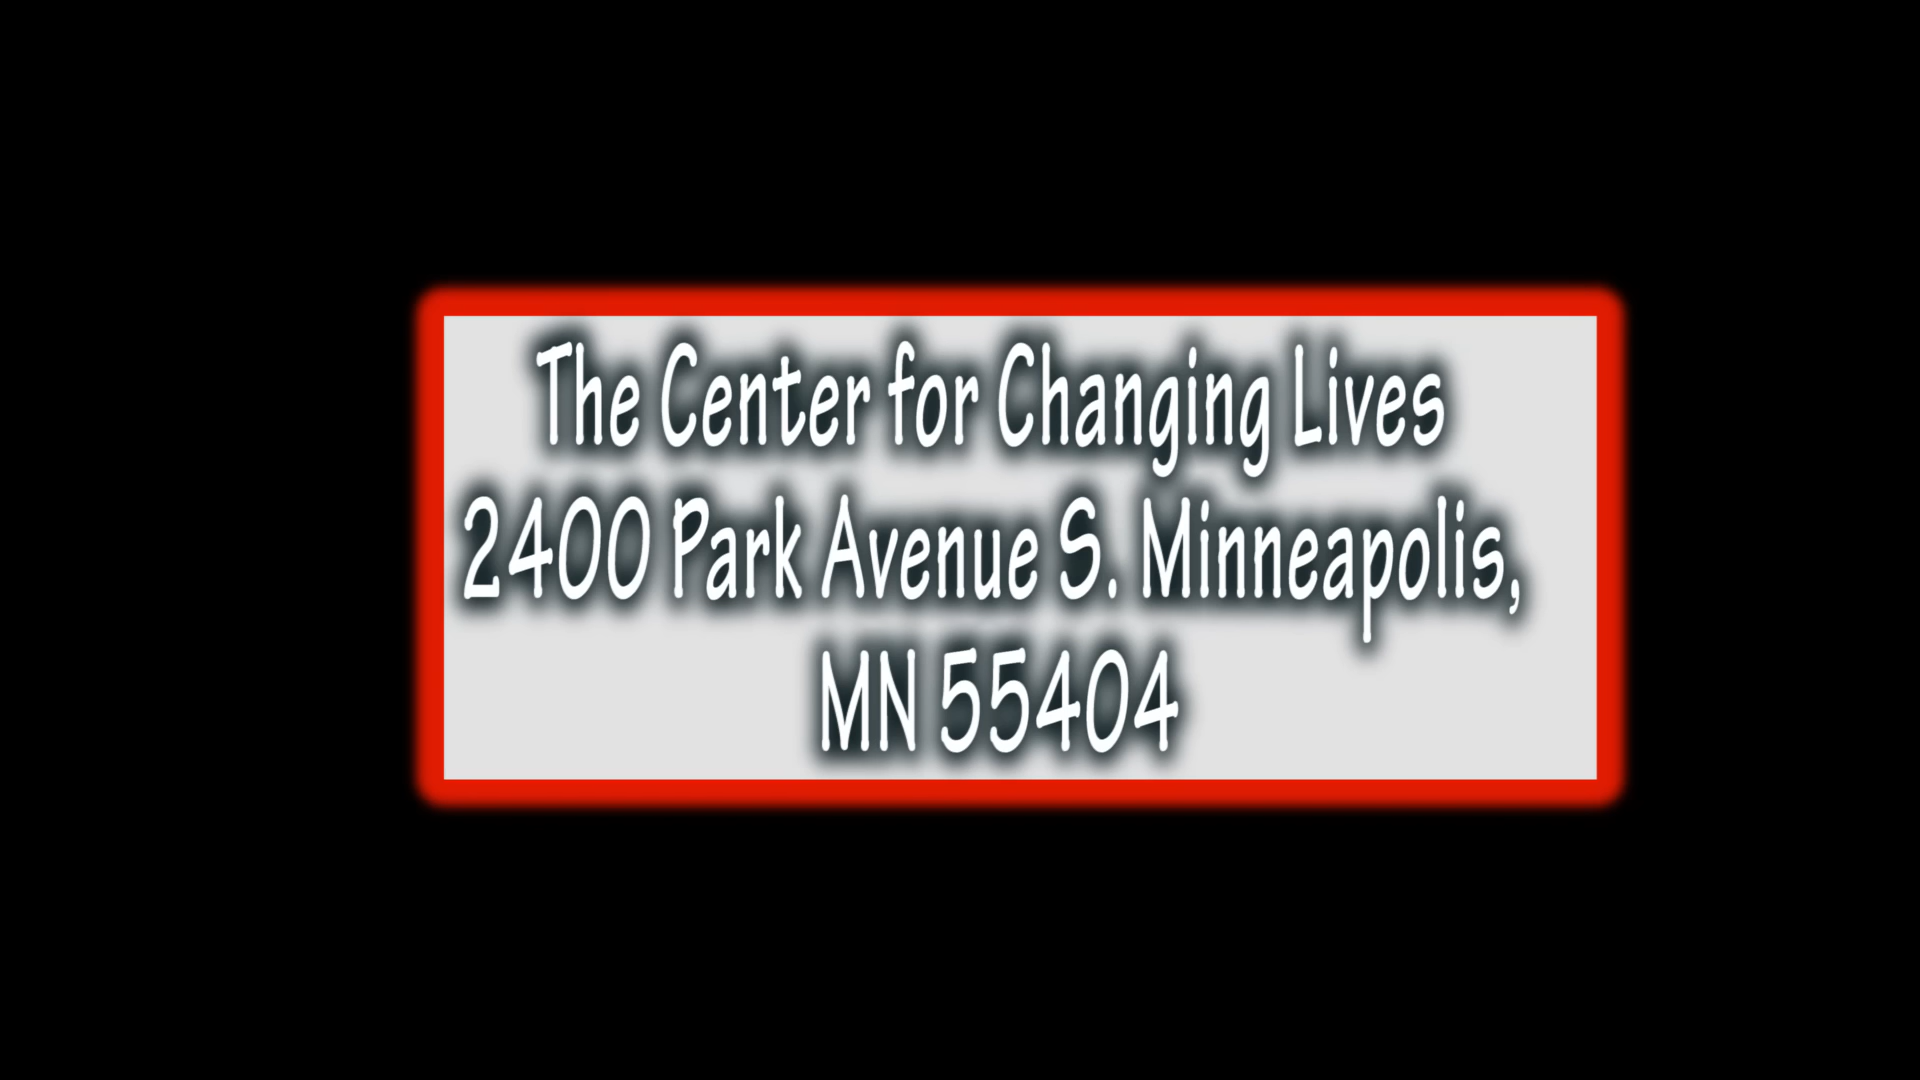 The Center for Changing Lives
2400 Park Avenue S. Minneapolis,
MN 55404